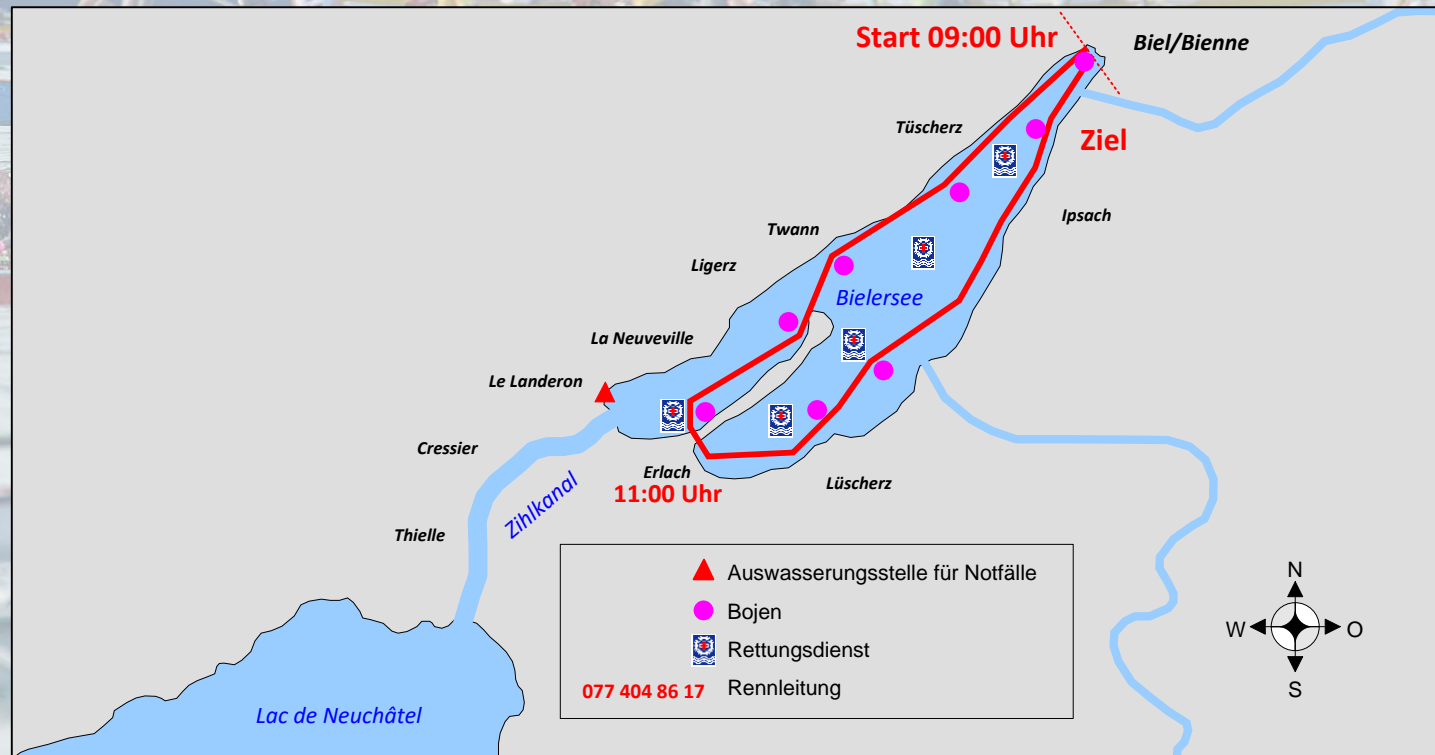 Start 09:00 Uhr
Biel/Bienne
Tüscherz
Ziel
Ipsach
Twann
Ligerz
Bielersee
La Neuveville
Le Landeron
Cressier
Erlach
11:00 Uhr
Lüscherz
Zihlkanal
Thielle
Auswasserungsstelle für Notfälle
Bojen
Rettungsdienst
077 404 86 17 Rennleitung
Lac de Neuchâtel
N
W O
S